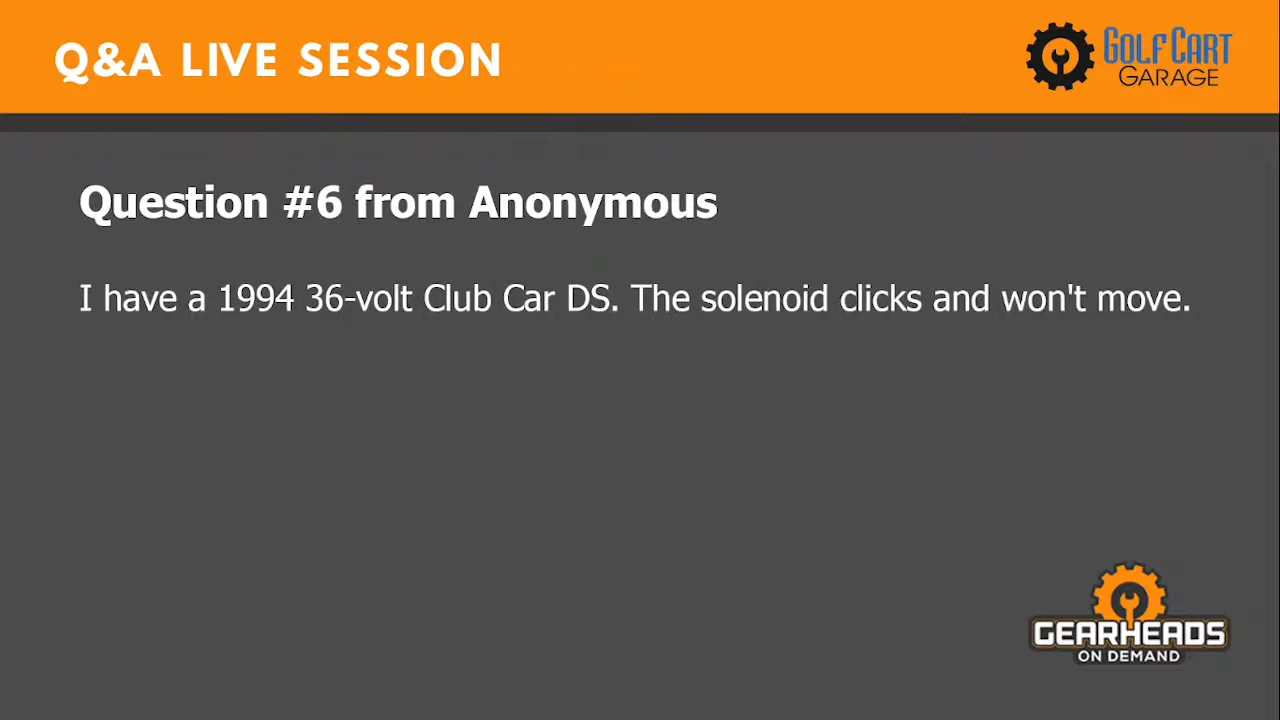 Q&A LIVE SESSION
GOLF CART
GARAGE
Question #6 from Anonymous
I have a 1994 36-volt Club Car DS. The solenoid clicks and won't move.
GEARHEADS
ON DEMAND